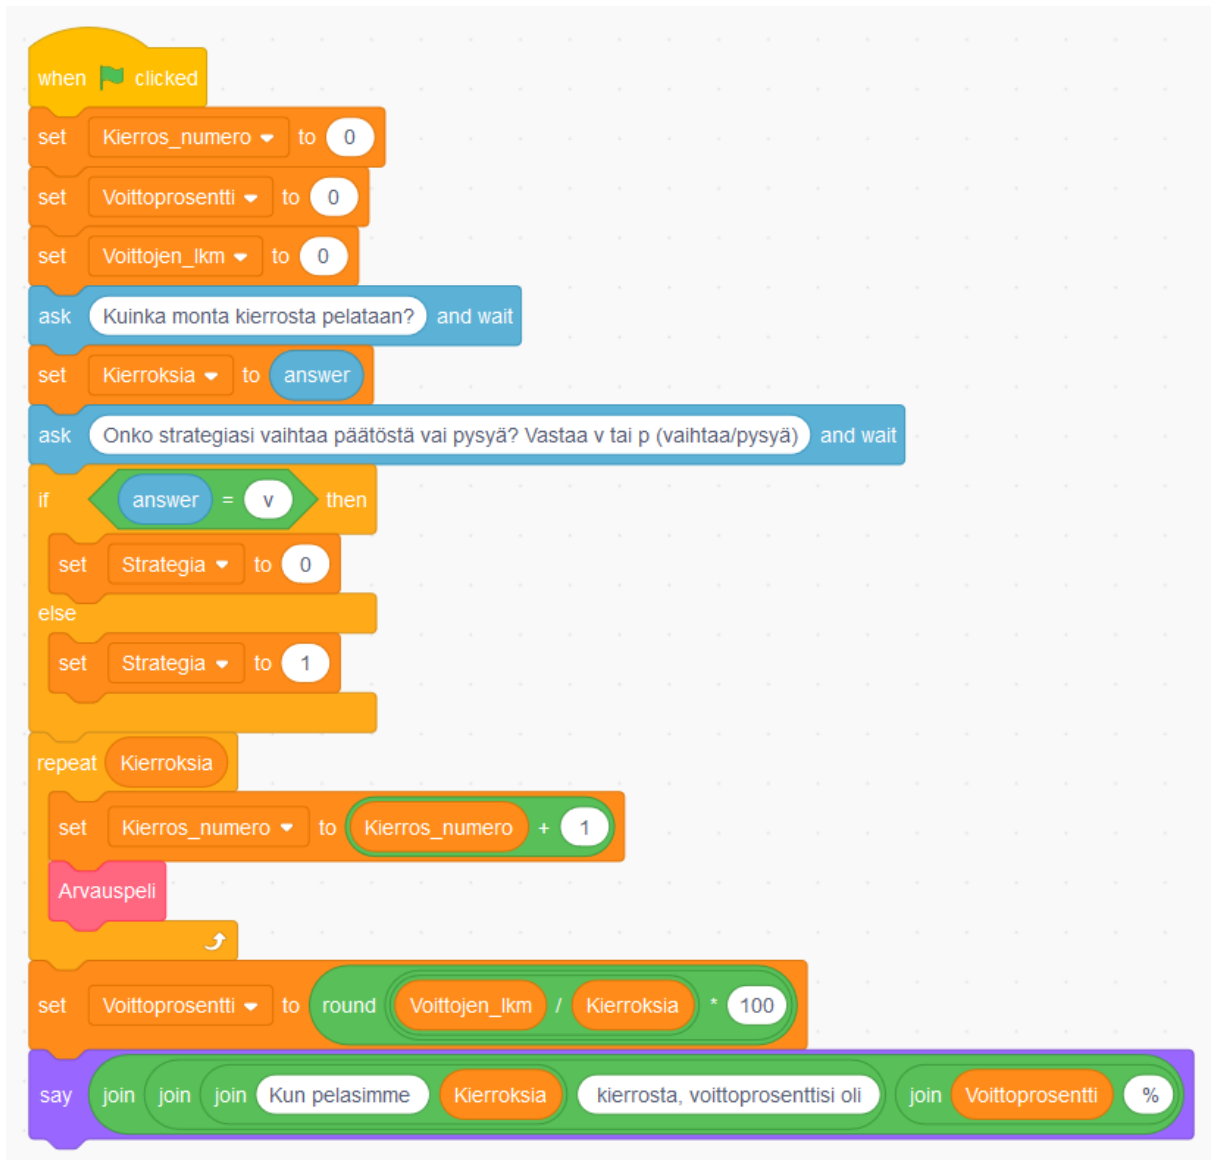 when clicked
set Kierros_numero to 0
set Voittoprosentti to 0
set Voittojen_lkm to 0
ask Kuinka monta kierrosta pelataan? and wait
set Kierroksia to answer
ask Onko strategiasi vaihtaa päätöstä vai pysyä? Vastaa v tai p (vaihtaa/pysyä) and wait
if answer = v then
set Strategia to 0
else
set Strategia to 1
repeat Kierroksia
set Kierros_numero to Kierros_numero + 1
Arvauspeli
set Voittoprosentti to round Voittojen_lkm / Kierroksia * 100
say join join join Kun pelasimme Kierroksia kierrosta, voittoprosenttisi oli join Voittoprosentti %